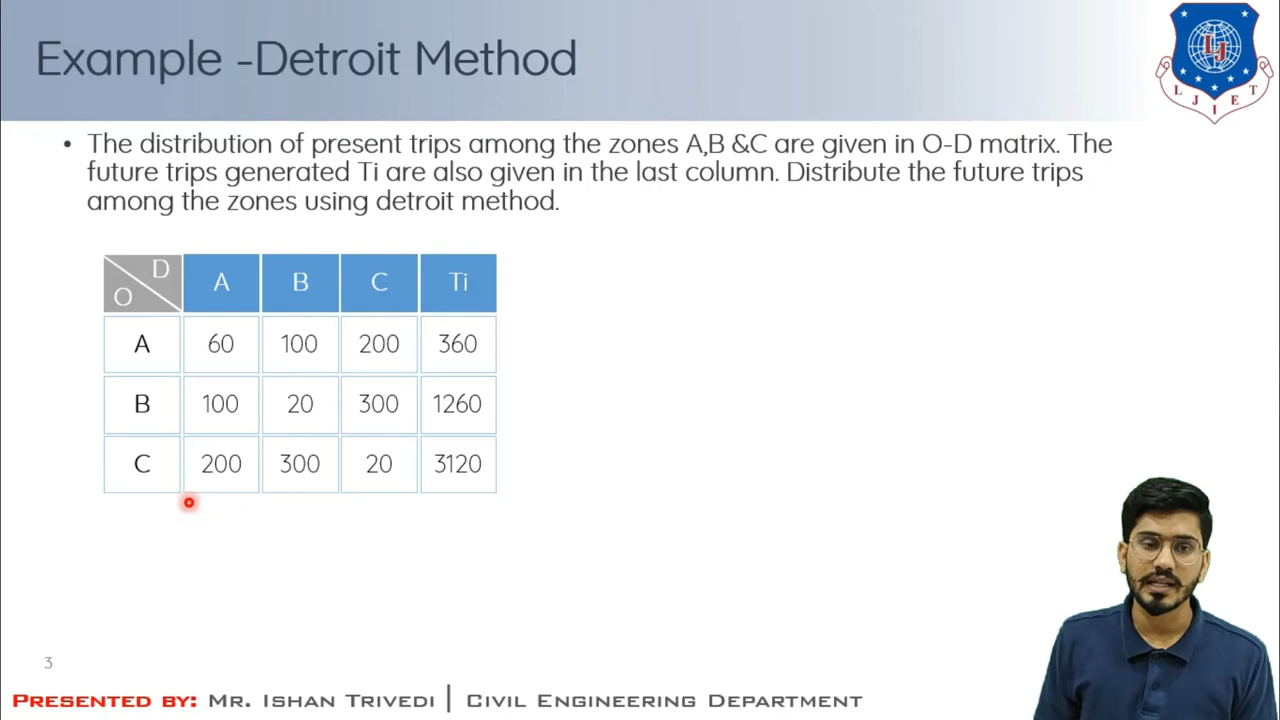 Example -Detroit Method
LJ
L J I E T
• The distribution of present trips among the zones A,B &C are given in O-D matrix. The
future trips generated Ti are also given in the last column. Distribute the future trips
among the zones using detroit method.
D
O A B C Ti
A 60 100 200 360
B 100 20 300 1260
C 200 300 20 3120
3
PRESENTED BY: MR. ISHAN TRIVEDI | CIVIL ENGINEERING DEPARTMENT